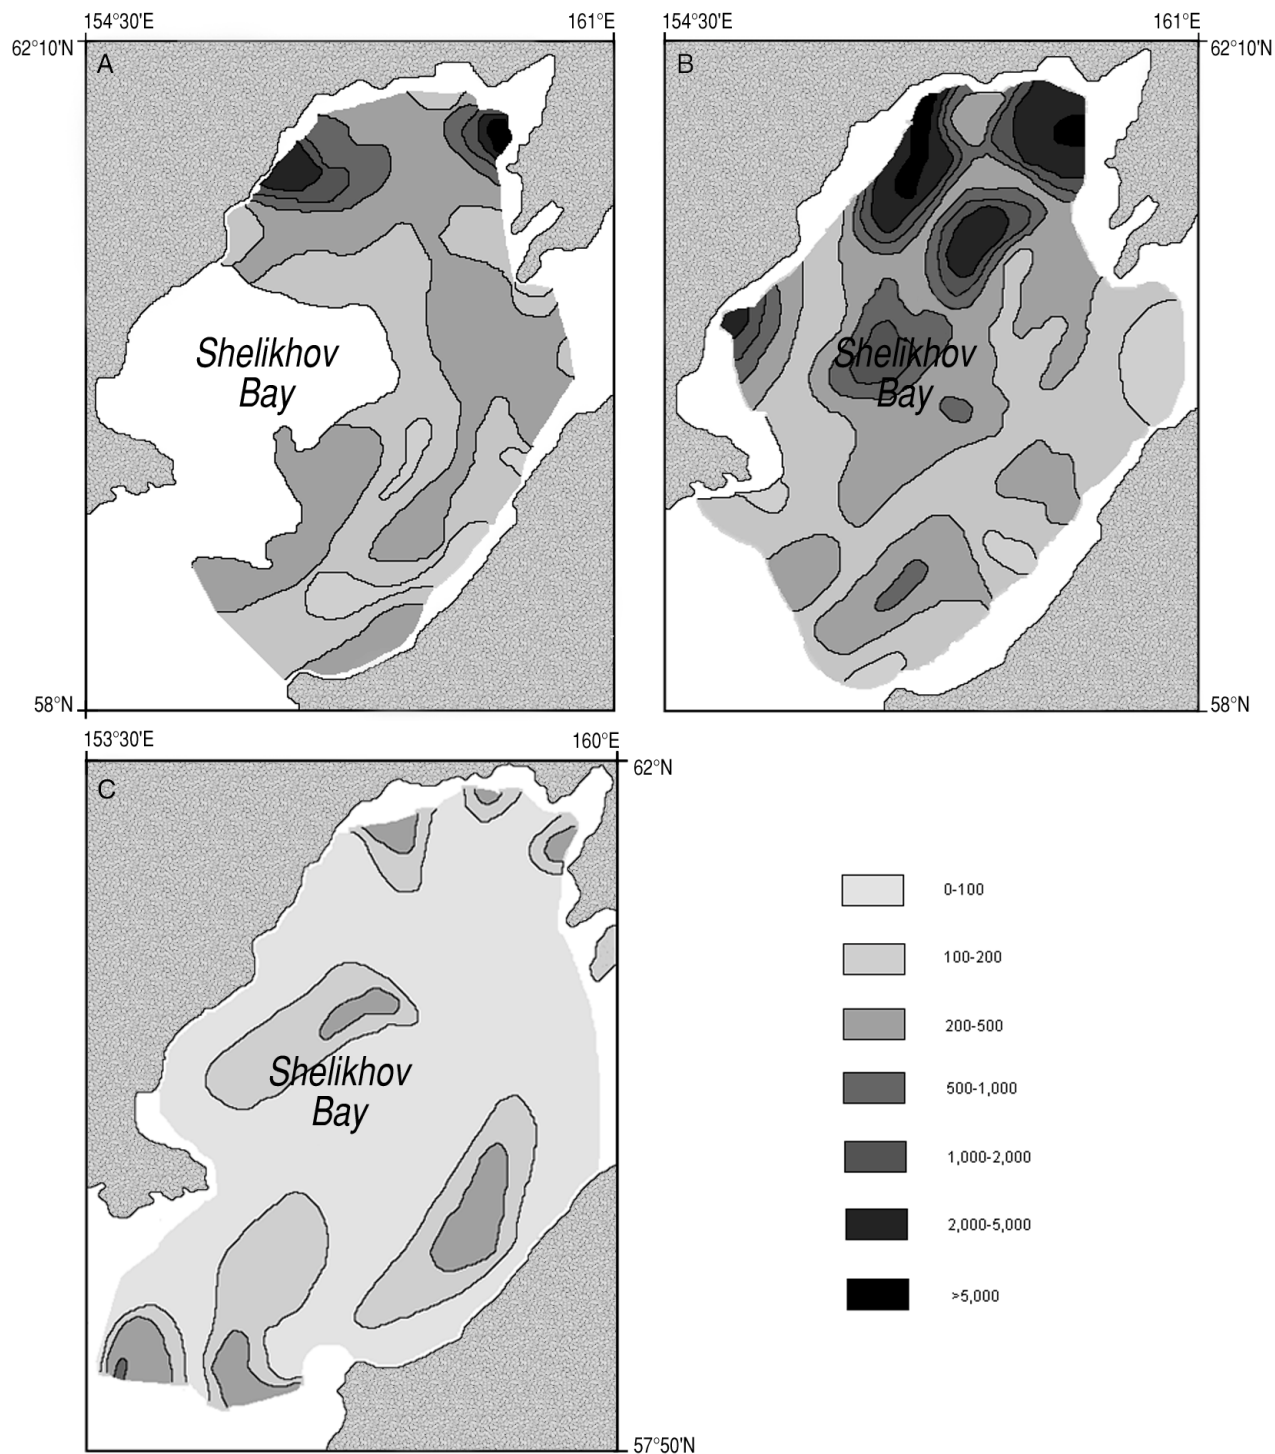 154°30'E 161°E 154°30'E 161°E
62°10'N 62°10'N
A B
Shelikhov
Bay
Shelikhov
Bay
58°N 58°N
153°30'E 160°E
62°N
C
Shelikhov
Bay
57°50'N
0-100
100-200
200-500
500-1,000
1,000-2,000
2,000-5,000
>5,000